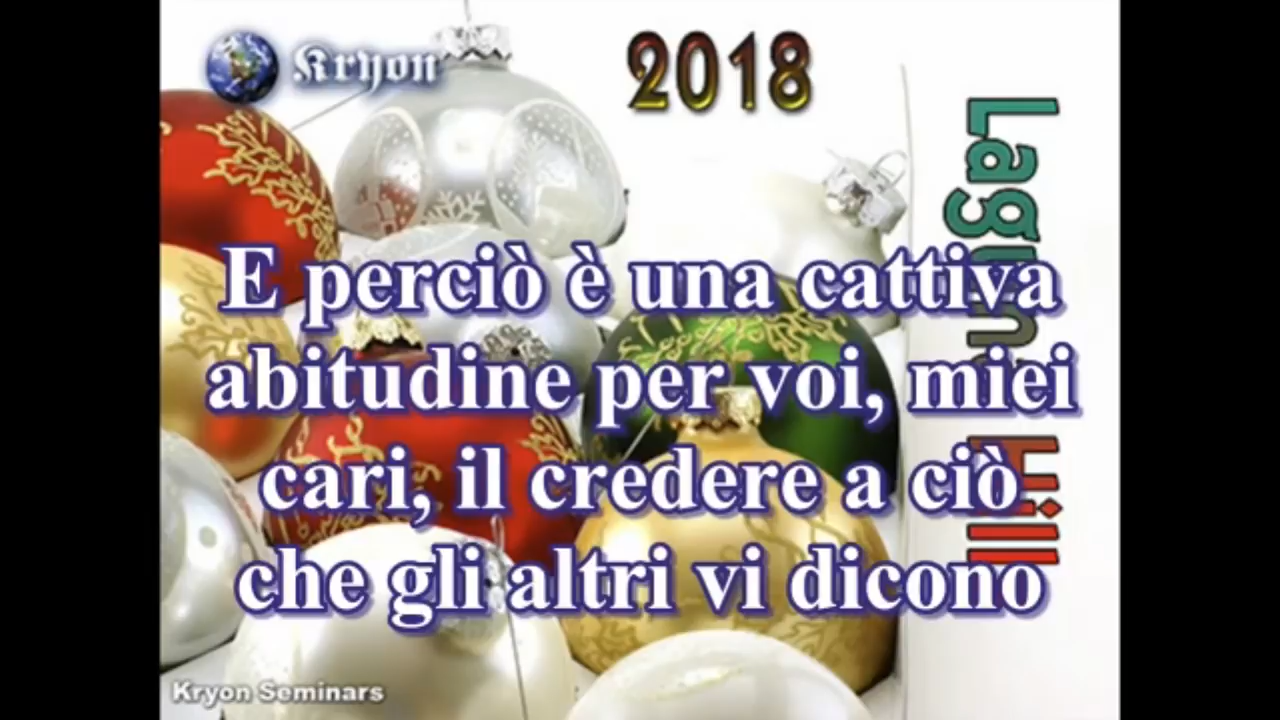 Kryon
2018
Laguna Hill
E perciò è una cattiva
abitudine per voi, miei
cari, il credere a ciò
che gli altri vi dicono
Kryon Seminars